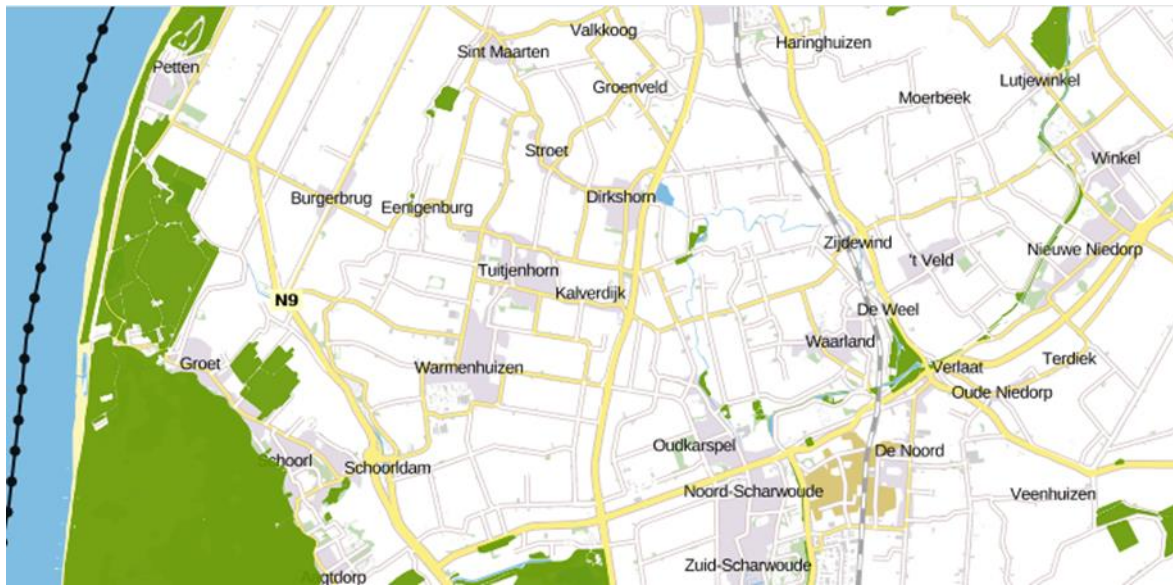 Valkkoog
Haringhuizen
Sint Maarten
Petten
Groenveld
Lutjewinkel
Moerbeek
Stroet
Winkel
Burgerbrug
Dirkshorn
Eenigenburg
Zijdewind
Nieuwe Niedorp
't Veld
Tuitjenhorn
Kalverdijk
N9
De Weel
Waarland
Groet
Warmenhuizen
Verlaat
Terdiek
Oude Niedorp
Oudkarspel
De Noord
Schoorl
Schoorldam
Noord-Scharwoude
Veenhuizen
Zuid-Scharwoude
Aagtdorp